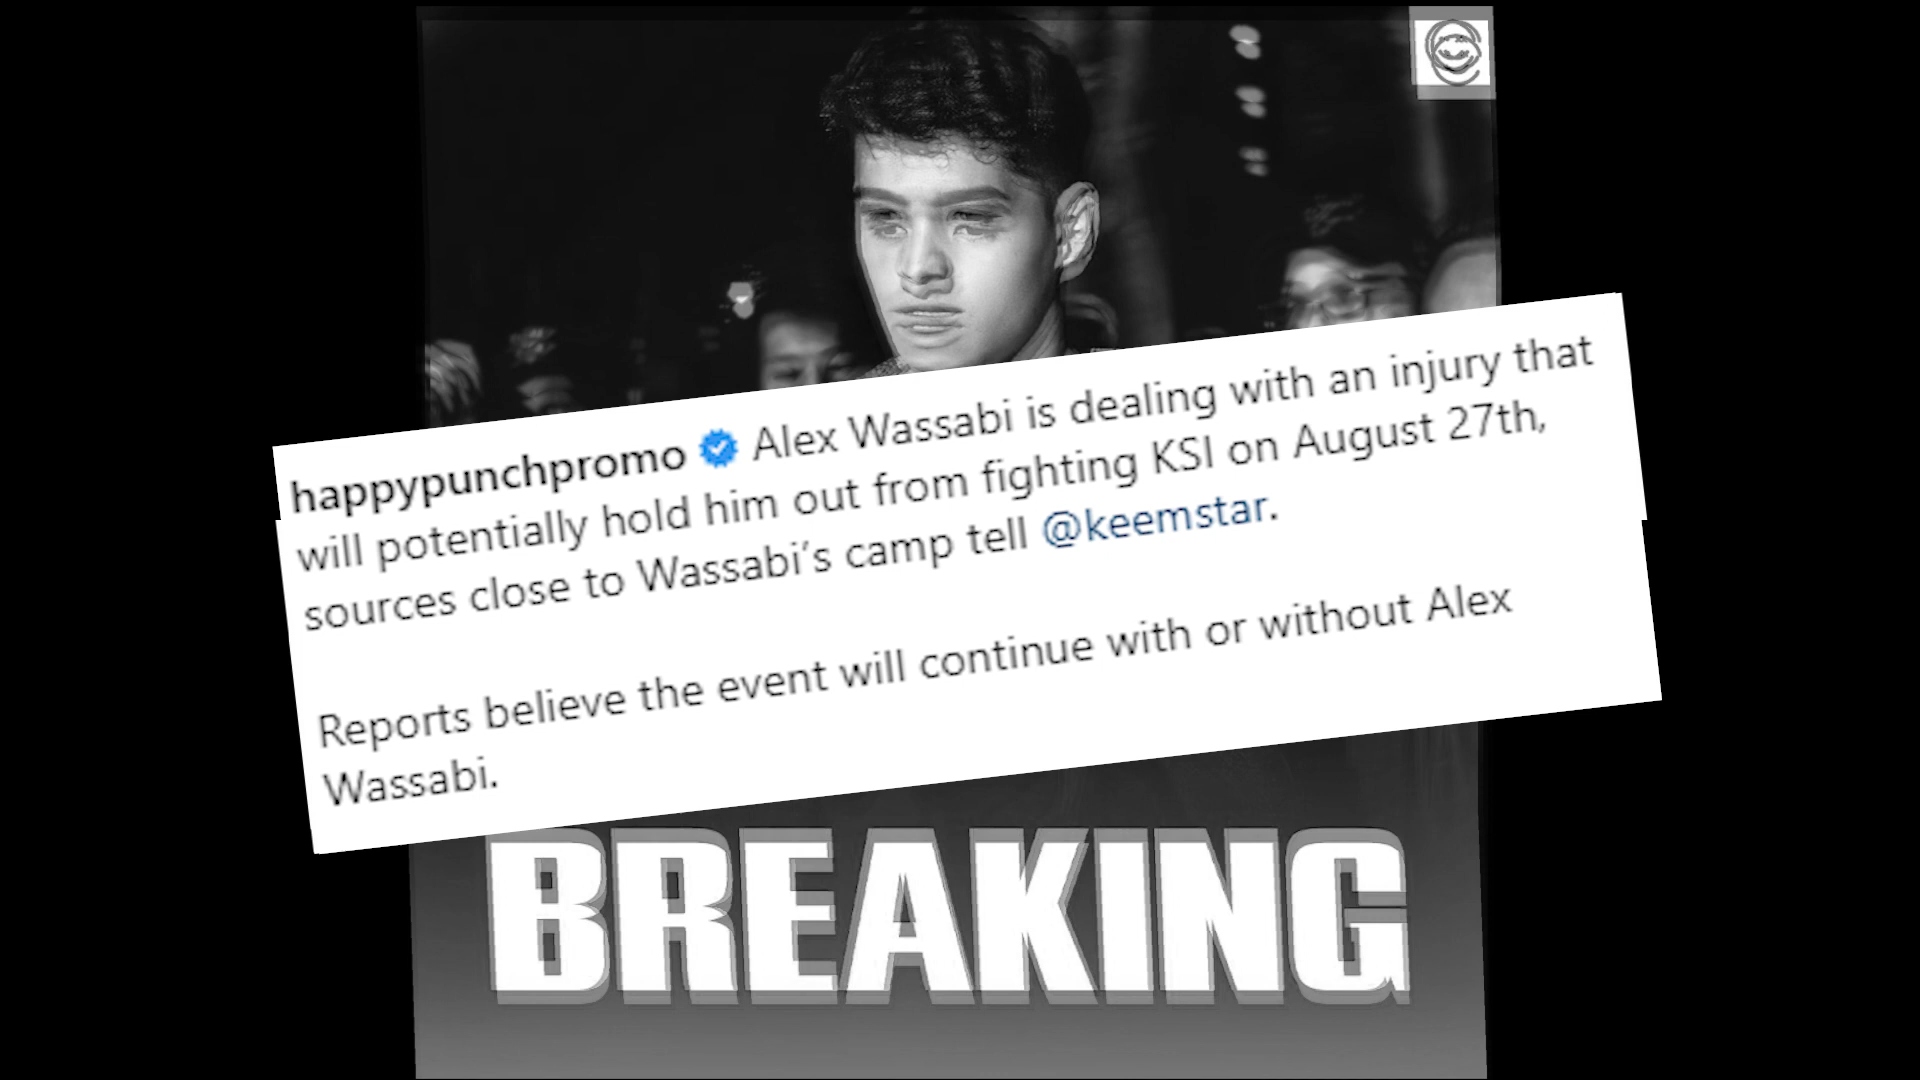 happypunchpromo Alex Wassabi is dealing with an injury that
will potentially hold him out from fighting KSI on August 27th,
sources close to Wassabi’s camp tell @keemstar.
Reports believe the event will continue with or without Alex
Wassabi.
BREAKING